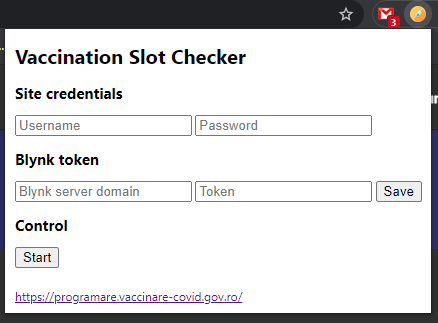 3
Vaccination Slot Checker
Site credentials
Username Password
Blynk token
Blynk server domain Token Save
Control
Start
https://programare.vaccinare-covid.gov.ro/